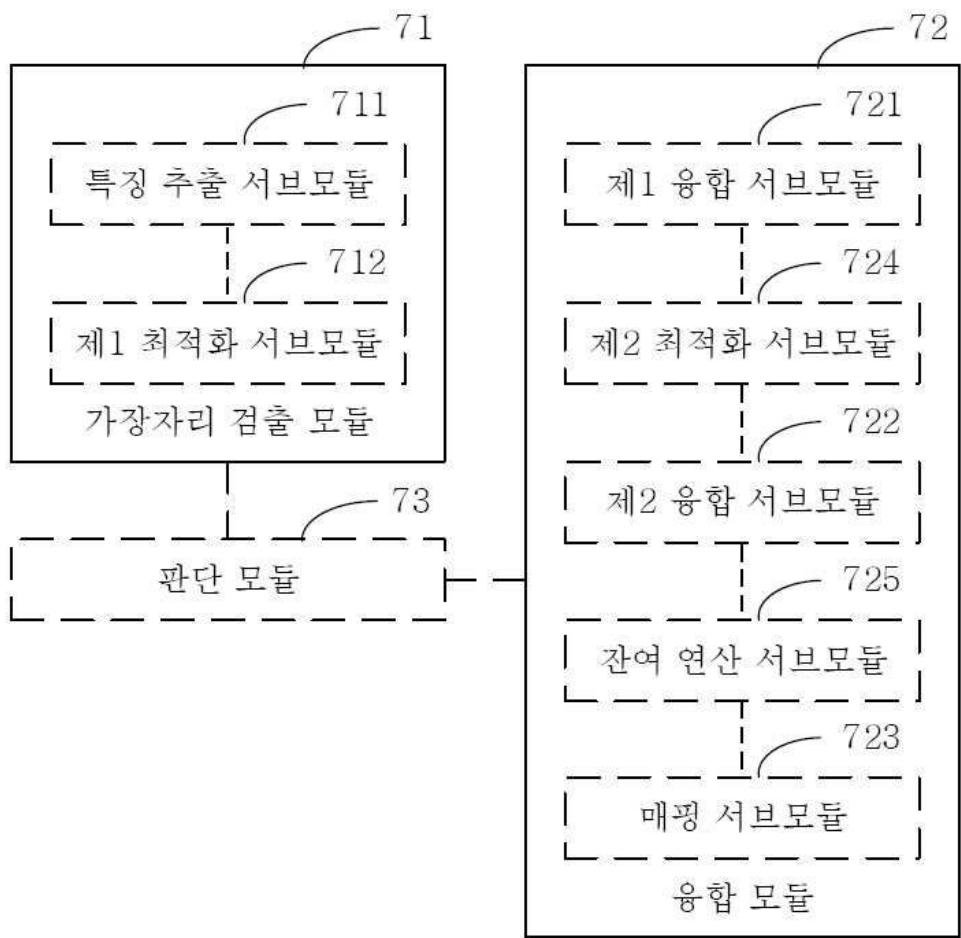 71
711
특징 추출 서브모듈
712
제1 최적화 서브모듈
가장자리 검출 모듈
73
판단 모듈
72
721
제1 융합 서브모듈
724
제2 최적화 서브모듈
722
제2 융합 서브모듈
725
잔여 연산 서브모듈
723
매핑 서브모듈
융합 모듈